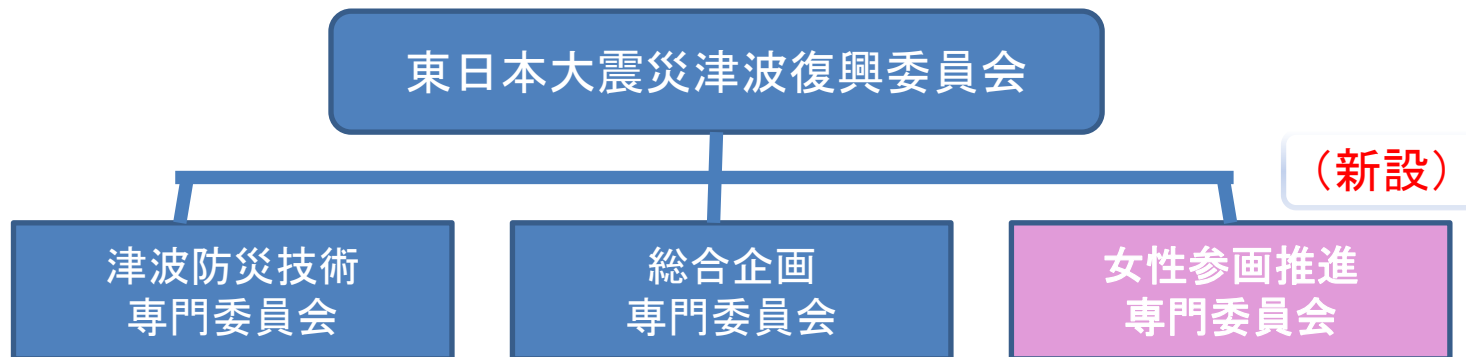 東日本大震災津波復興委員会
（新設）
津波防災技術
専門委員会
総合企画
専門委員会
女性参画推進
専門委員会